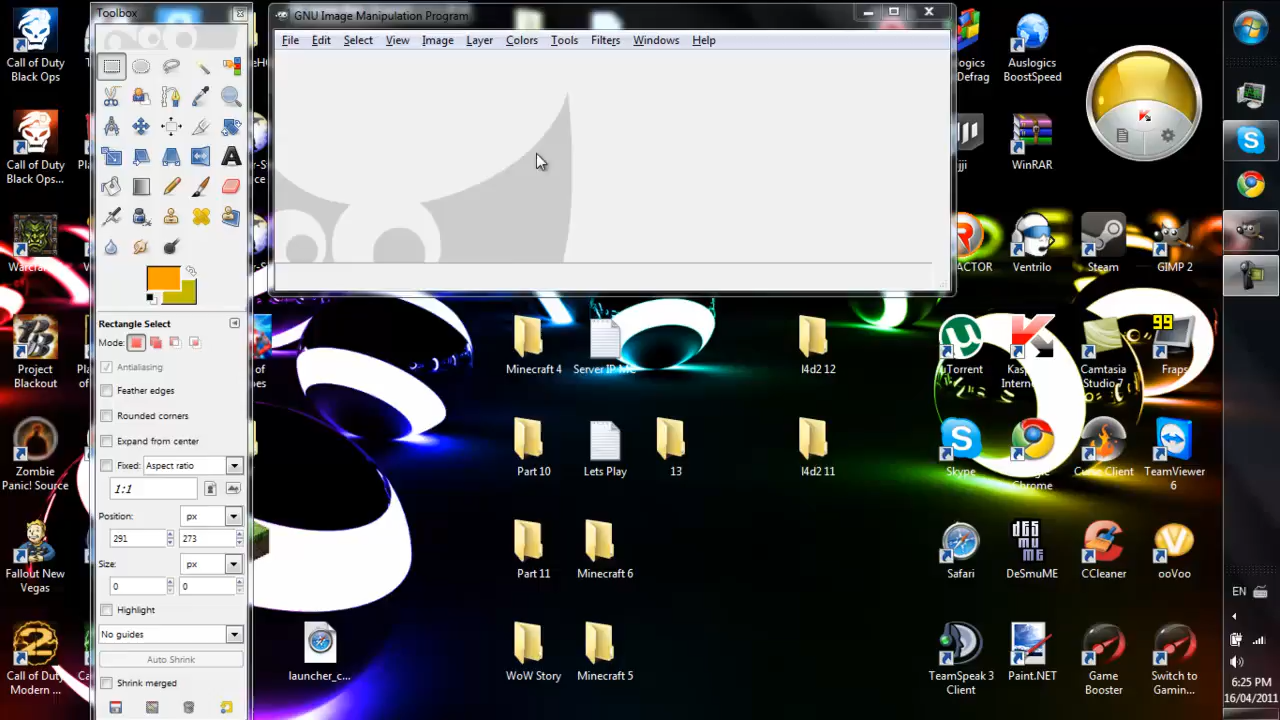 Toolbox
GNU Image Manipulation Program
File Edit Select View Image Layer Colors Tools Filters Windows Help
Rectangle Select
Mode:
Antialiasing
Feather edges
Rounded corners
Expand from center
Fixed: Aspect ratio
1:1
Position: px
291 273
Size: px
0 0
Highlight
No guides
Auto Shrink
Shrink merged
Call of Duty
Black Ops
Call of Duty
Black Ops...
Project
Blackout
Zombie
Panic! Source
Fallout New
Vegas
Call of Duty
Modern ...
Minecraft 4
Server IP
l4d2 12
Part 10
Lets Play
13
l4d2 11
Part 11
Minecraft 6
launcher_c...
WoW Story
Minecraft 5
Defrag
Auslogics
BoostSpeed
jji
WinRAR
Ventrilo
Steam
GIMP 2
uTorrent
Camtasia
Studio 7
99
Fraps
Skype
Chrome
Client
TeamViewer
6
Safari
DeSmuME
CCleaner
ooVoo
TeamSpeak 3
Client
Paint.NET
Game
Booster
Switch to
Gamin...
EN
6:25 PM
16/04/2011